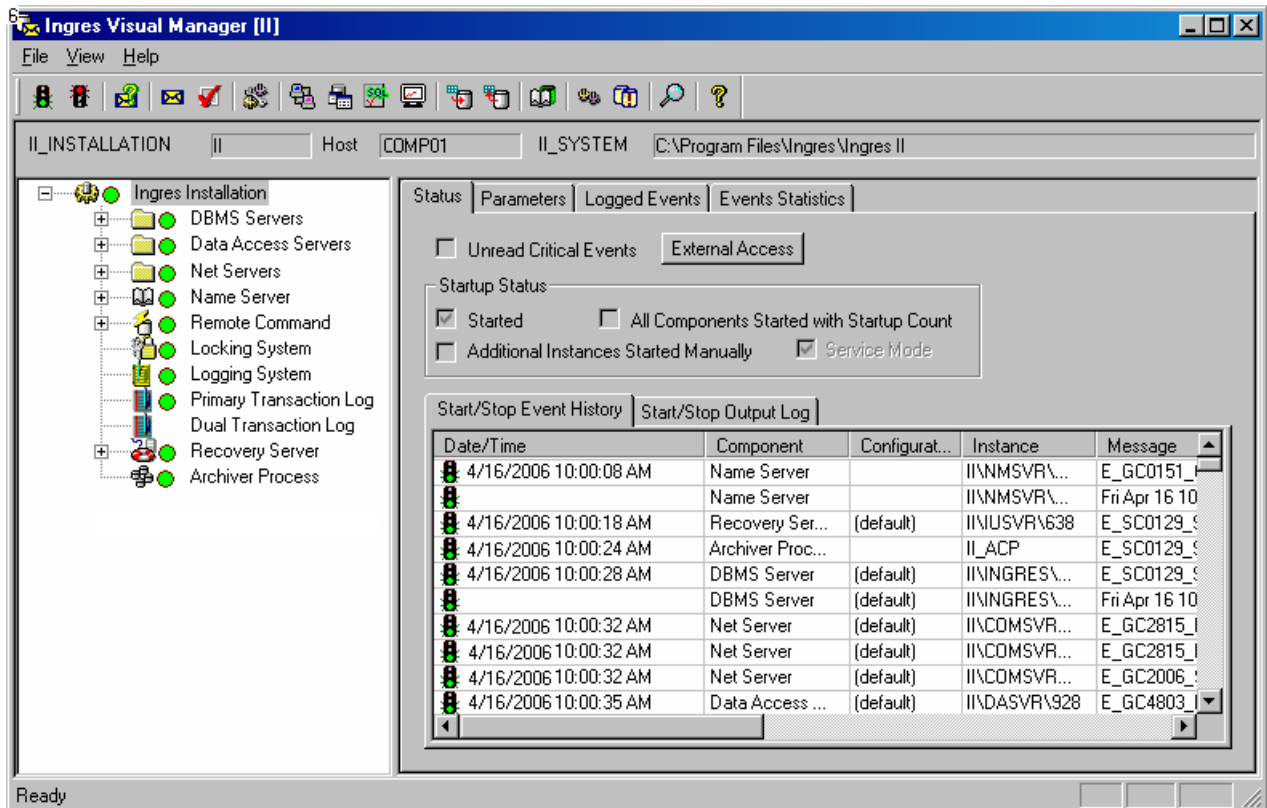 6
Ingres Visual Manager [II]
File View Help
II_INSTALLATION II Host COMP01 II_SYSTEM C:\Program Files\Ingres\Ingres II
Ingres Installation
DBMS Servers
Data Access Servers
Net Servers
Name Server
Remote Command
Locking System
Logging System
Primary Transaction Log
Dual Transaction Log
Recovery Server
Archiver Process
Status Parameters Logged Events Events Statistics
Unread Critical Events External Access
Startup Status
Started All Components Started with Startup Count
Additional Instances Started Manually Service Mode
Start/Stop Event History Start/Stop Output Log
Date/Time Component Configurat... Instance Message
4/16/2006 10:00:08 AM Name Server II\NMSVR\... E_GC0151_
Name Server II\NMSVR\... Fri Apr 16 10
4/16/2006 10:00:18 AM Recovery Ser... (default) II\IUSVR\638 E_SC0129_S
4/16/2006 10:00:24 AM Archiver Proc... II_ACP E_SC0129_S
4/16/2006 10:00:28 AM DBMS Server (default) II\INGRES\... E_SC0129_S
DBMS Server II\INGRES\... Fri Apr 16 10
4/16/2006 10:00:32 AM Net Server (default) II\COMSVR... E_GC2815_
4/16/2006 10:00:32 AM Net Server (default) II\COMSVR... E_GC2815_
4/16/2006 10:00:32 AM Net Server (default) II\COMSVR... E_GC2006_
4/16/2006 10:00:35 AM Data Access ... (default) II\DASVR\928 E_GC4803_
Ready